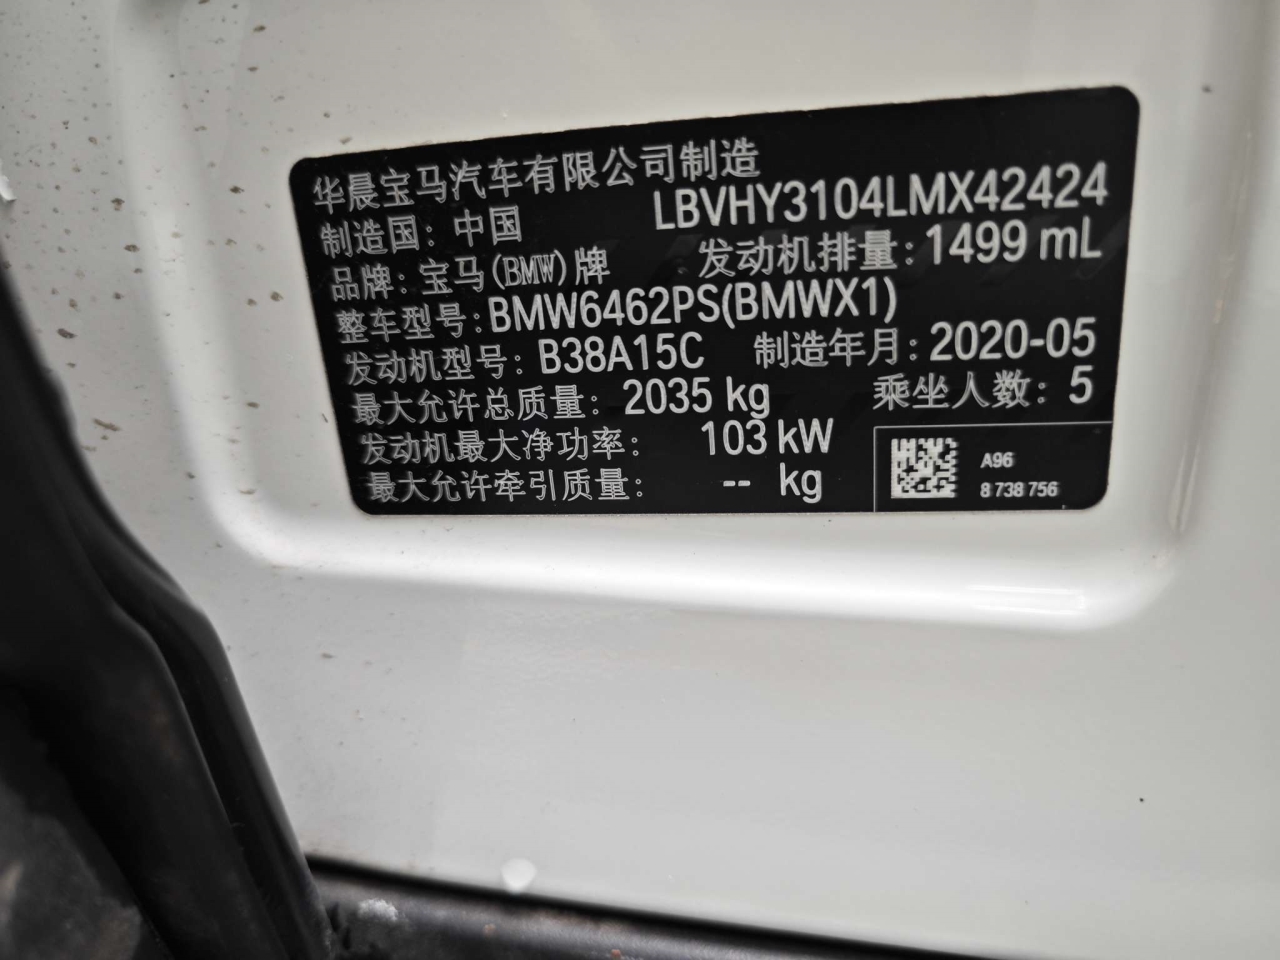 华晨宝马汽车有限公司制造
制造国：中国 LBVHY3104LMX42424
品牌：宝马(BMW)牌 发动机排量：1499 mL
整车型号：BMW6462PS(BMWX1)
发动机型号：B38A15C 制造年月：2020-05
最大允许总质量：2035 kg 乘坐人数：5
发动机最大净功率：103 kW
最大允许牵引质量：-- kg
A96
8 738 756